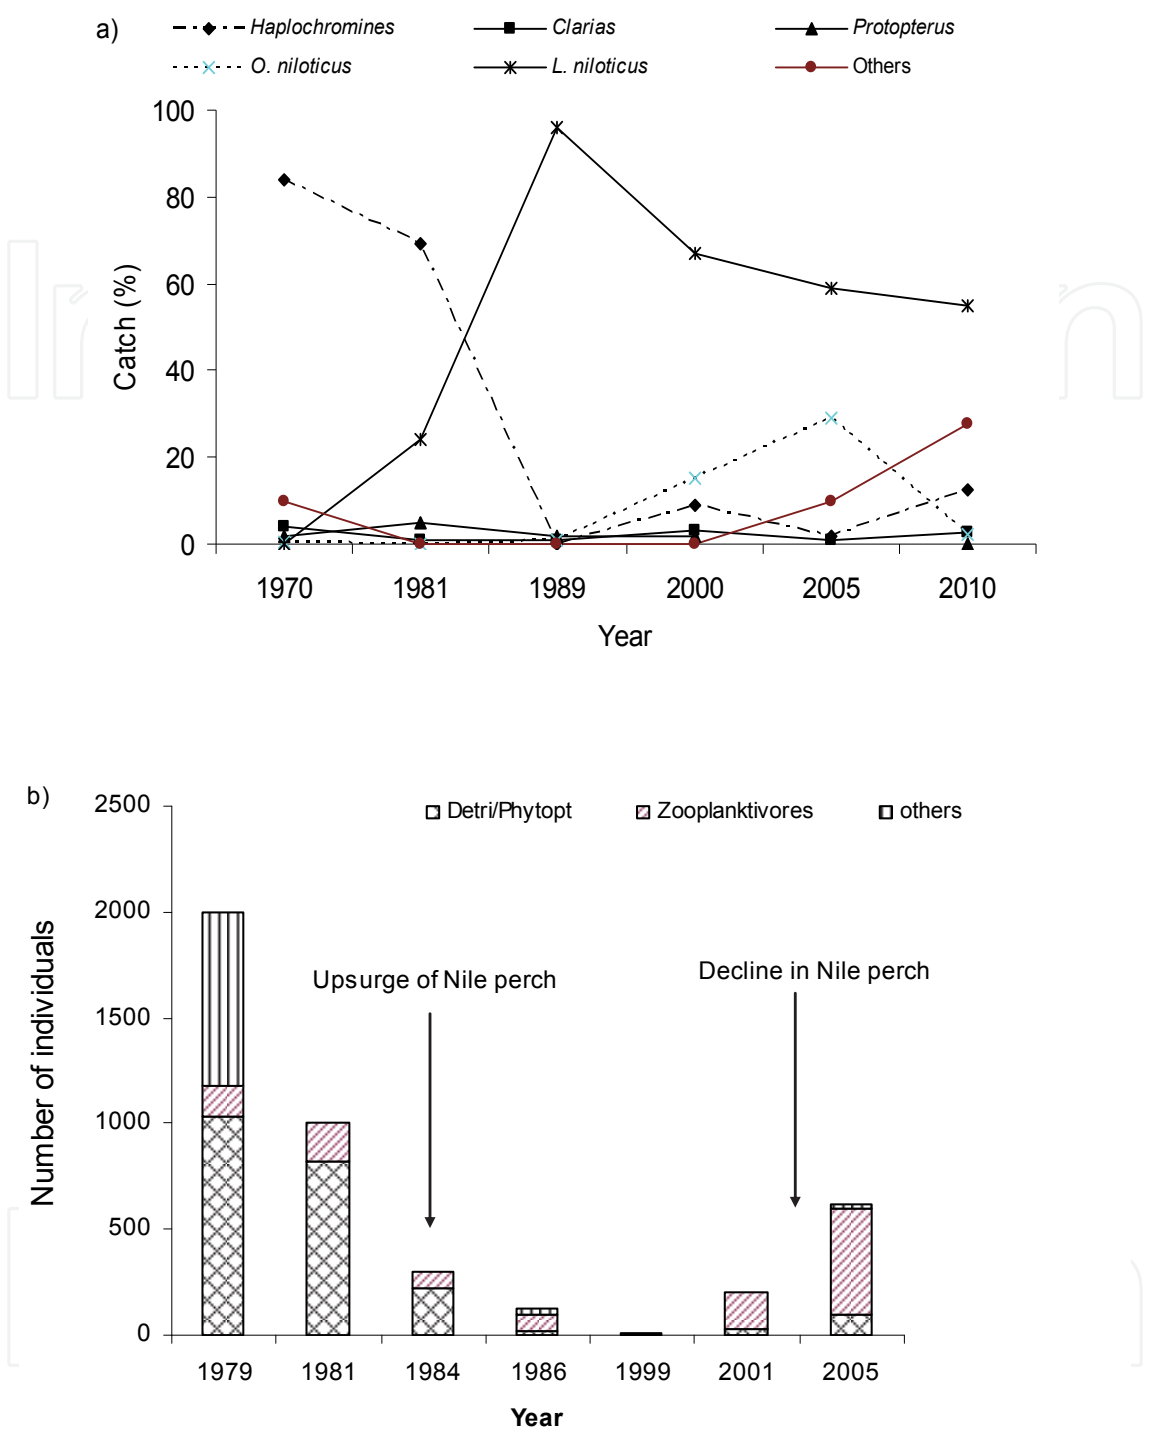 a)
Haplochromines Clarias Protopterus
O. niloticus L. niloticus Others
100
80
60
40
20
0
Catch (%)
1970 1981 1989 2000 2005 2010
Year
b)
Detri/Phytopt Zooplanktivores others
2500
2000
1500
1000
500
0
Number of individuals
Upsurge of Nile perch
Decline in Nile perch
1979 1981 1984 1986 1999 2001 2005
Year